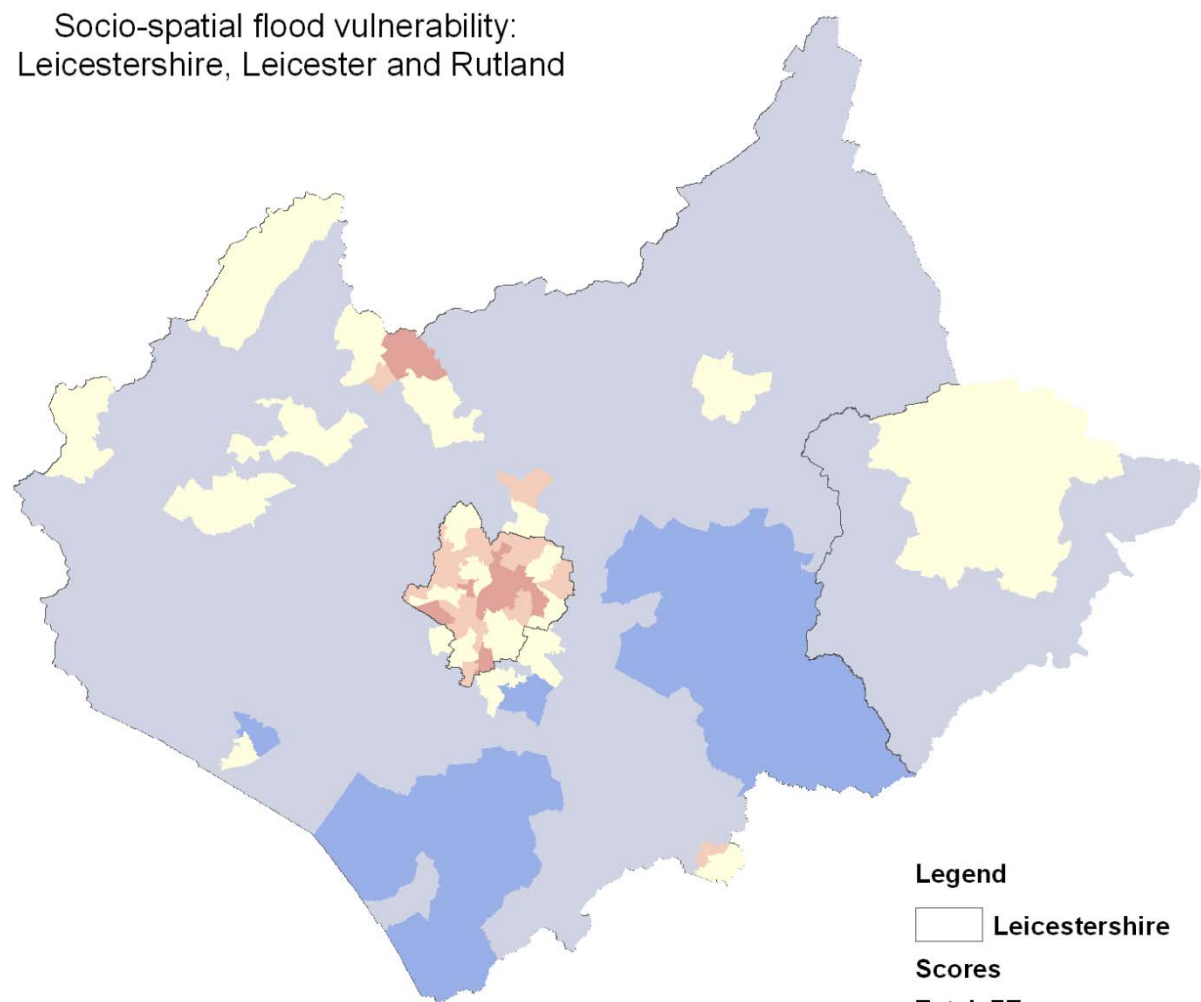 Socio-spatial flood vulnerability:
Leicestershire, Leicester and Rutland
Legend
Leicestershire
Scores